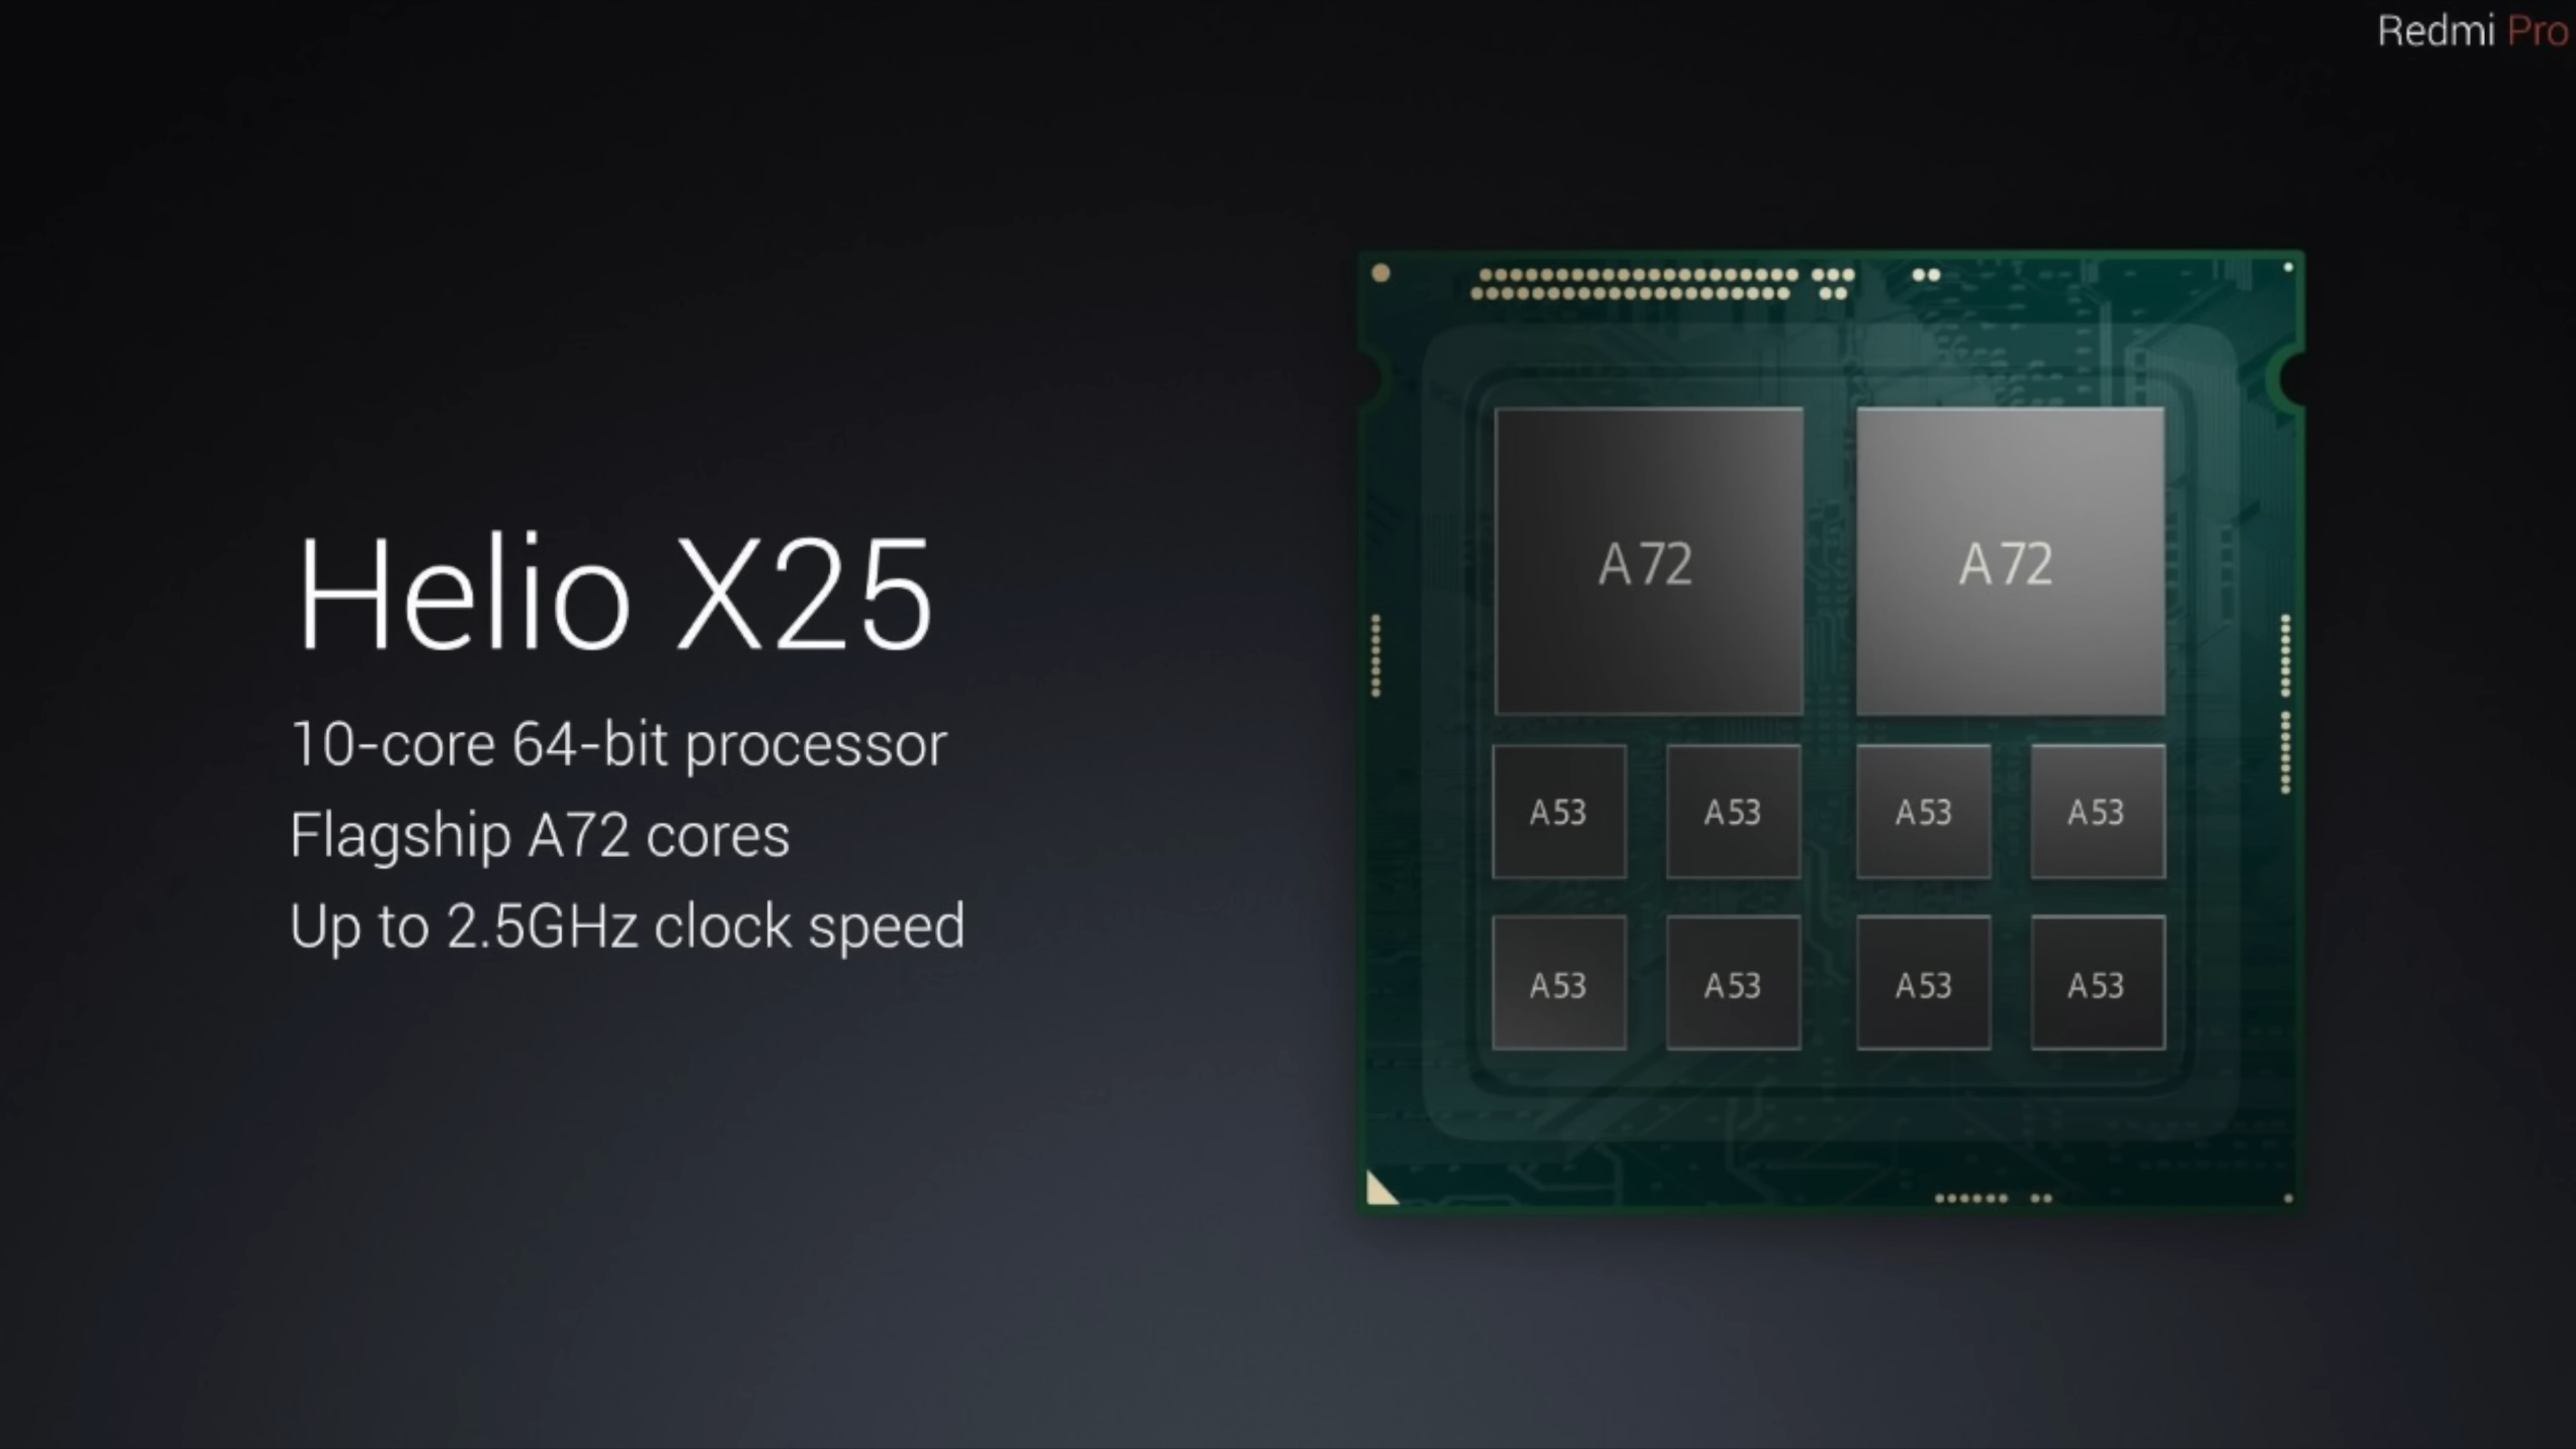 Redmi Pro
Helio X25
10-core 64-bit processor
Flagship A72 cores
Up to 2.5GHz clock speed
A72 A72
A53 A53 A53 A53
A53 A53 A53 A53